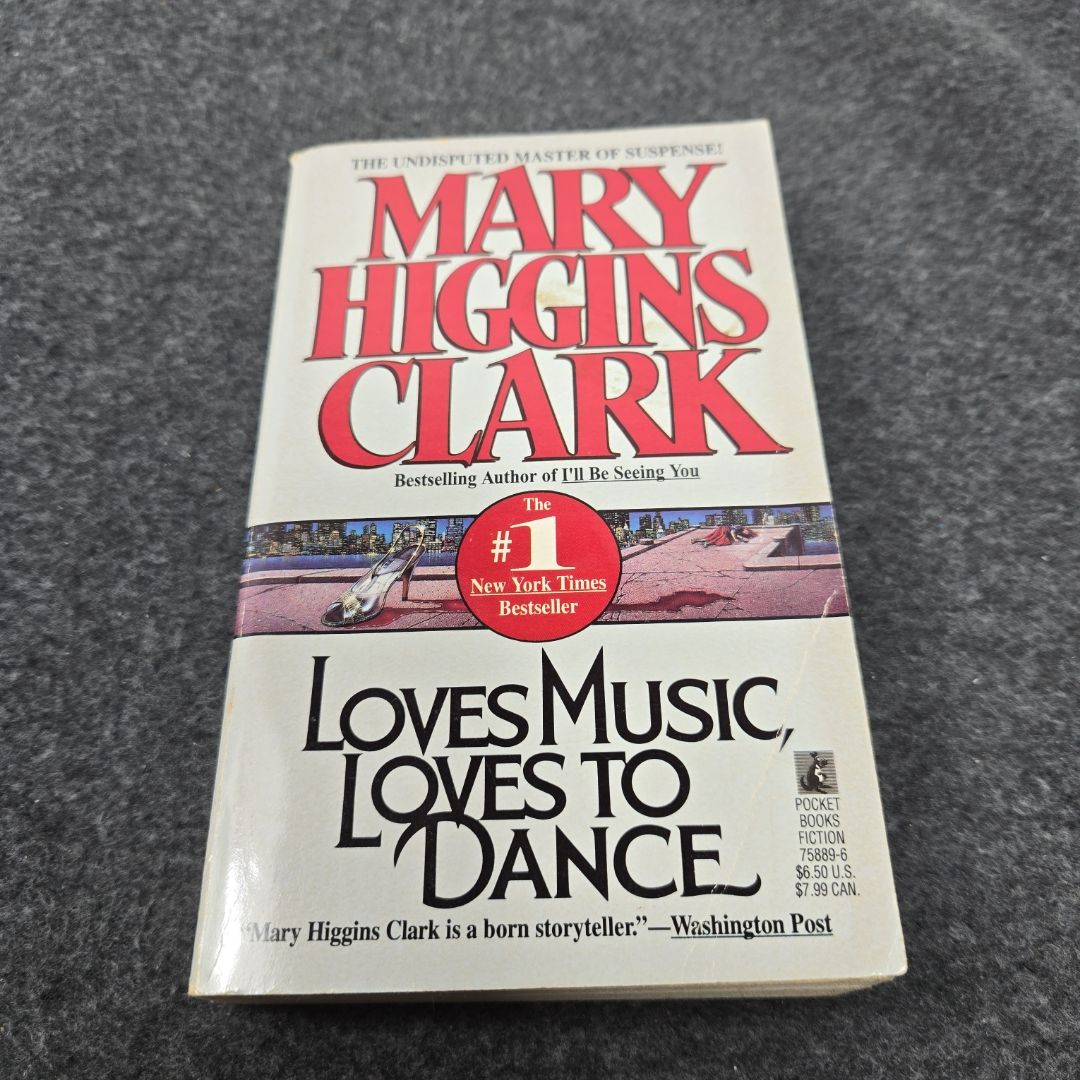 THE UNDISPUTED MASTER OF SUSPENSE!
MARY
HIGGINS
CLARK
Bestselling Author of I'll Be Seeing You
The
#1
New York Times
Bestseller
LOVES MUSIC,
LOVES TO
DANCE
POCKET
BOOKS
FICTION
75889-6
$6.50 U.S.
$7.99 CAN.
"Mary Higgins Clark is a born storyteller."—Washington Post